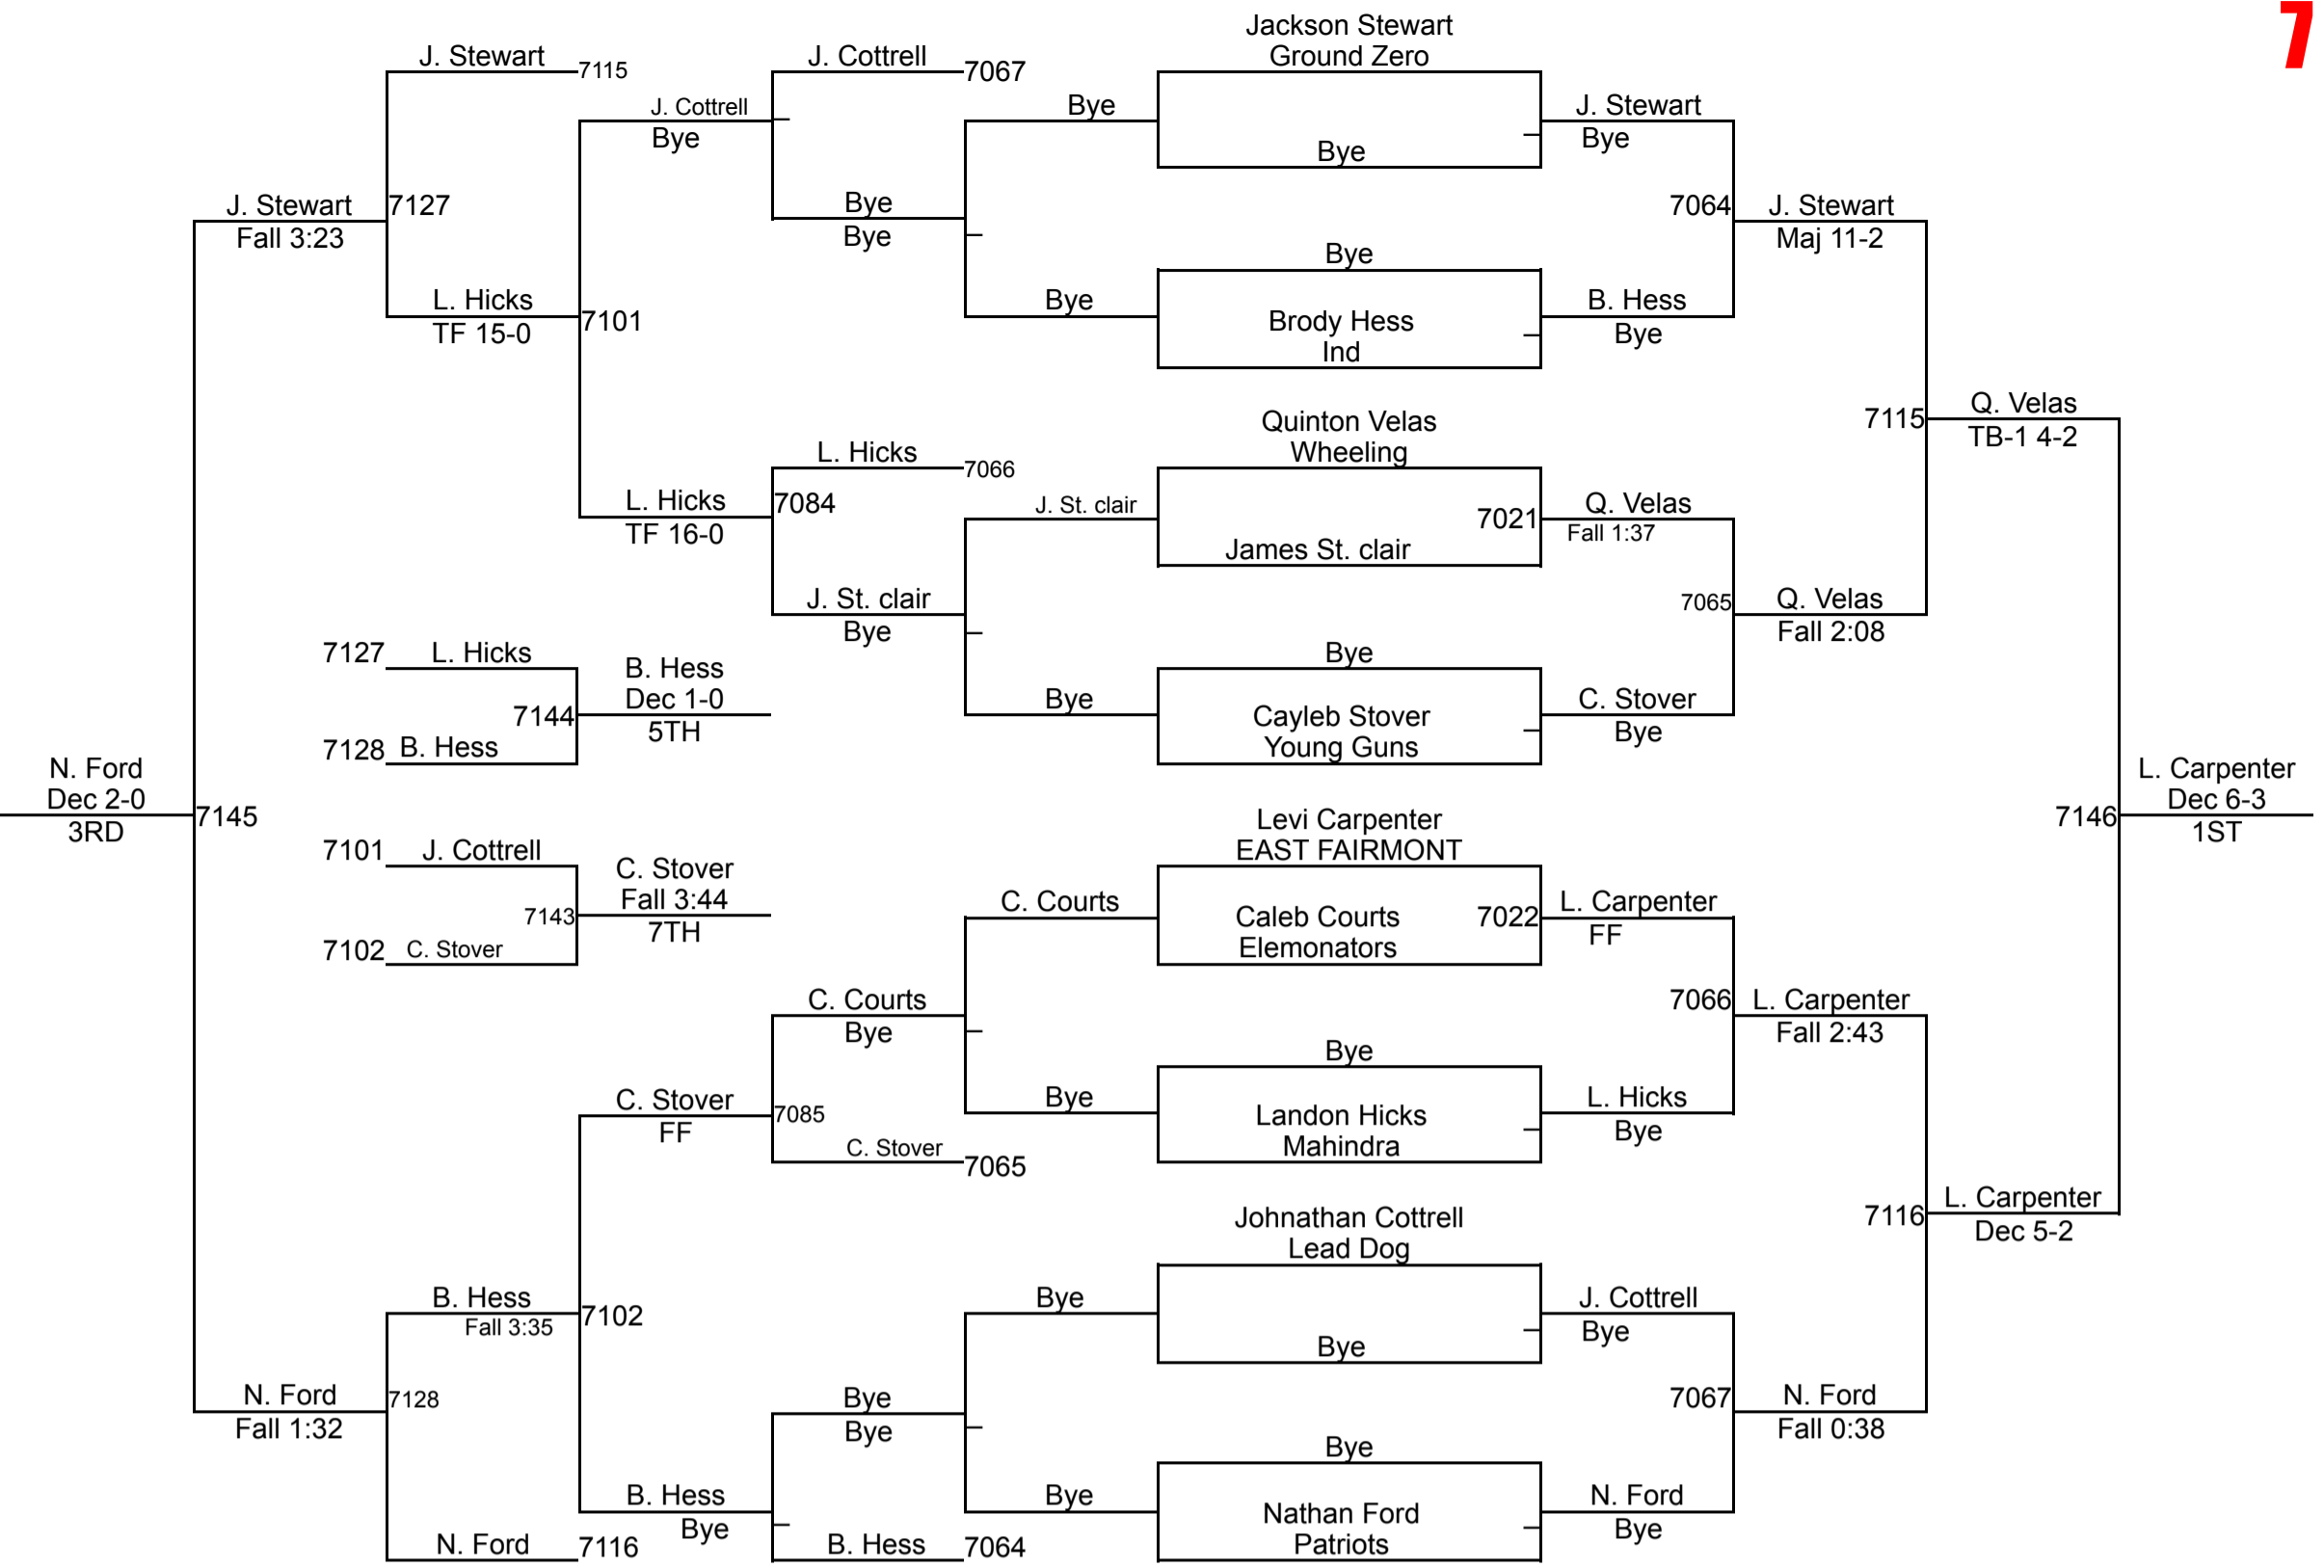 7
Jackson Stewart
J. Stewart
J. Cottrell
Ground Zero
7115
7067
J. Cottrell
Bye
J. Stewart
Bye
Bye
Bye
J. Stewart
7127
Bye
7064
J. Stewart
Fall 3:23
Bye
Maj 11-2
Bye
L. Hicks
Bye
B. Hess
TF 15-0
7101
Brody Hess
Bye
Ind
Quinton Velas
7115
Q. Velas
L. Hicks
Wheeling
TB-1 4-2
7066
L. Hicks
7084
J. St. clair
7021
Q. Velas
TF 16-0
Fall 1:37
James St. clair
J. St. clair
7065
Q. Velas
Bye
Fall 2:08
7127
L. Hicks
B. Hess
Bye
Dec 1-0
Bye
C. Stover
7144
5TH
Cayleb Stover
Bye
7128
B. Hess
Young Guns
N. Ford
L. Carpenter
Dec 2-0
Dec 6-3
7145
Levi Carpenter
7146
3RD
1ST
7101
J. Cottrell
C. Stover
EAST FAIRMONT
Fall 3:44
C. Courts
L. Carpenter
7143
7TH
Caleb Courts
7022
FF
7102
C. Stover
Elemonators
C. Courts
7066
L. Carpenter
Bye
Fall 2:43
Bye
C. Stover
7085
Bye
L. Hicks
FF
Landon Hicks
Bye
C. Stover
7065
Mahindra
L. Carpenter
Johnathan Cottrell
7116
Dec 5-2
Lead Dog
B. Hess
7102
Bye
J. Cottrell
Fall 3:35
Bye
Bye
N. Ford
7128
Bye
7067
N. Ford
Fall 1:32
Bye
Fall 0:38
Bye
B. Hess
Bye
N. Ford
Bye
Nathan Ford
Bye
N. Ford
7116
B. Hess
7064
Patriots